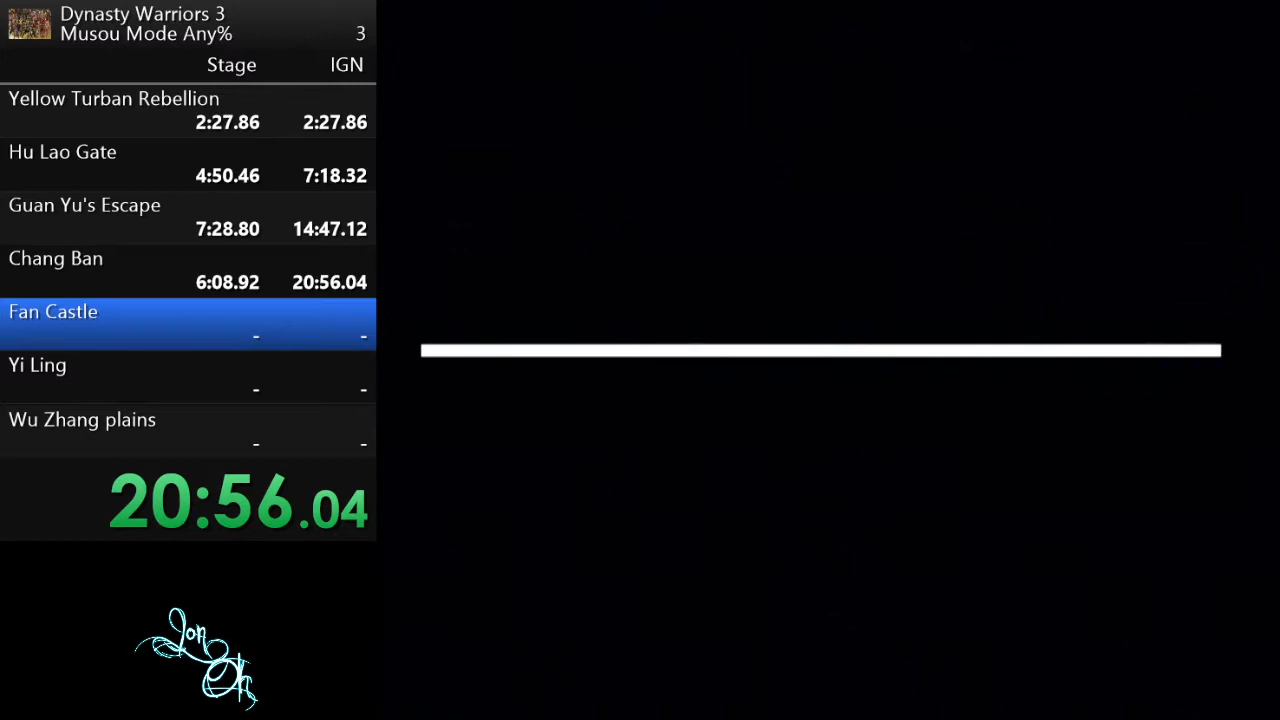 Dynasty Warriors 3
Musou Mode Any% 3
Stage IGN
Yellow Turban Rebellion
2:27.86 2:27.86
Hu Lao Gate
4:50.46 7:18.32
Guan Yu's Escape
7:28.80 14:47.12
Chang Ban
6:08.92 20:56.04
Fan Castle
- -
Yi Ling
- -
Wu Zhang plains
- -
20:56.04
Jon